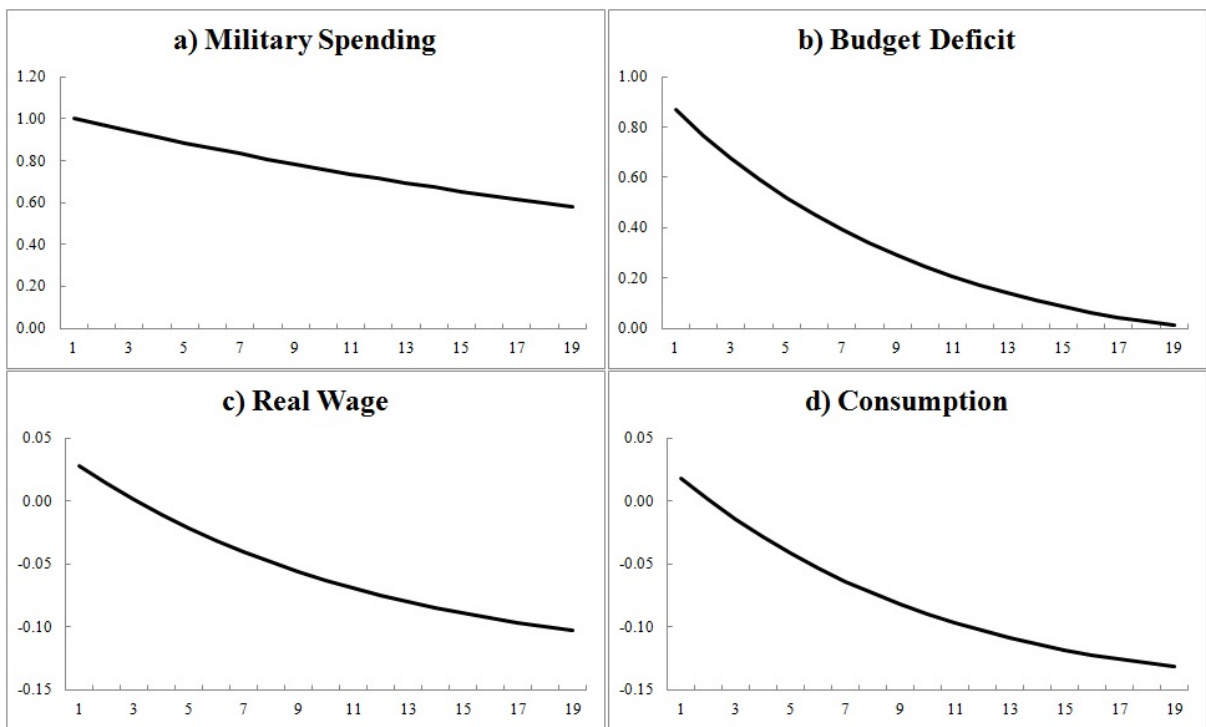 a) Military Spending
1.20
1.00
0.80
0.60
0.40
0.20
0.00
1 3 5 7 9 11 13 15 17 19
b) Budget Deficit
1.00
0.80
0.60
0.40
0.20
0.00
1 3 5 7 9 11 13 15 17 19
c) Real Wage
0.05
0.00
-0.05
-0.10
-0.15
1 3 5 7 9 11 13 15 17 19
d) Consumption
0.05
0.00
-0.05
-0.10
-0.15
1 3 5 7 9 11 13 15 17 19